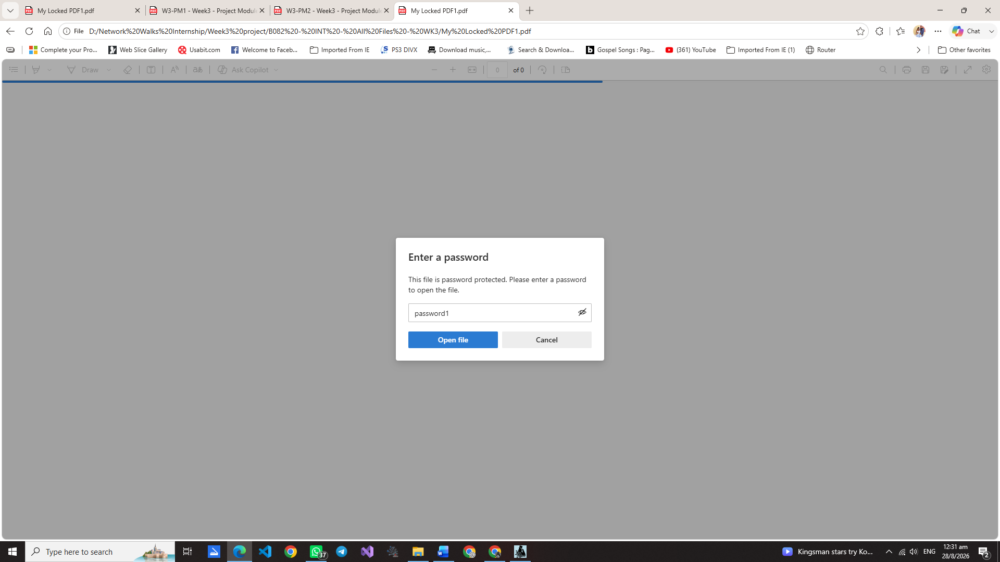 My Locked PDF1.pdf
W3-PM1 - Week3 - Project Module
W3-PM2 - Week3 - Project Module
My Locked PDF1.pdf
File D:/Network%20Walks%20Internship/Week3%20project/B082%20-%20INT%20-%20All%20Files%20-%20WK3/My%20Locked%20PDF1.pdf
Chat
Complete your Pro...
Web Slice Gallery
Usabit.com
Welcome to Faceb...
Imported From IE
PS3 DIVX
Download music,...
Search & Downloa...
Gospel Songs : Pag...
(361) YouTube
Imported From IE (1)
Router
Other favorites
Draw
Ask Copilot
0 of 0
Enter a password
This file is password protected. Please enter a password
to open the file.
password1
Open file
Cancel
Type here to search
37
Kingsman stars try Ko...
ENG
12:31 am
28/8/2026
2